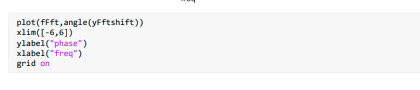 plot(fFft,angle(yFftshift))
xlim([-6,6])
ylabel("phase")
xlabel("freq")
grid on